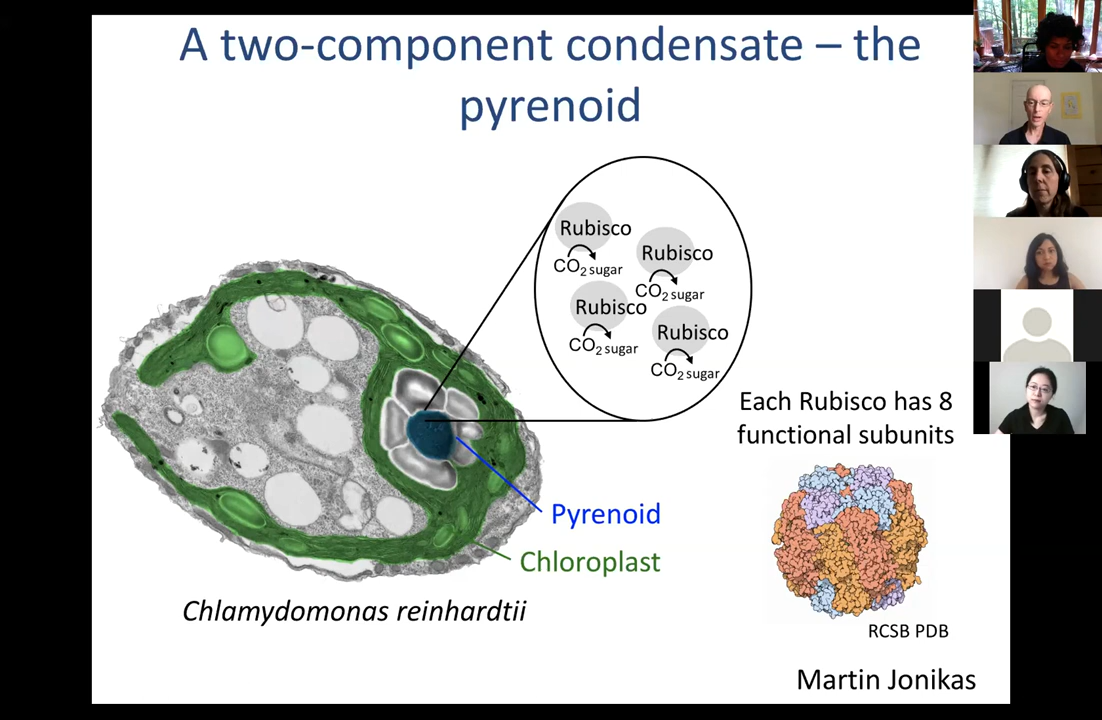 A two-component condensate – the
pyrenoid
Rubisco
CO2 sugar
Rubisco
CO2 sugar
Rubisco
CO2 sugar
Rubisco
CO2 sugar
Each Rubisco has 8
functional subunits
Pyrenoid
Chloroplast
Chlamydomonas reinhardtii
RCSB PDB
Martin Jonikas